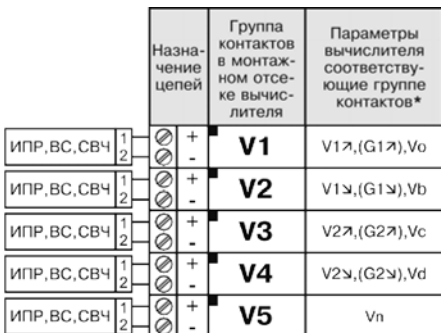 Назна-
чение
цепей
Группа
контактов
в монтаж-
ном отсе-
ке вычис-
лителя
Параметры
вычислителя
соответству-
ющие группе
контактов*
ИПР,ВС,СВЧ 1 + V1 V1↗,(G1↗),Vo
2 -
ИПР,ВС,СВЧ 1 + V2 V1↘,(G1↘),Vb
2 -
ИПР,ВС,СВЧ 1 + V3 V2↗,(G2↗),Vc
2 -
ИПР,ВС,СВЧ 1 + V4 V2↘,(G2↘),Vd
2 -
ИПР,ВС,СВЧ 1 + V5 Vn
2 -